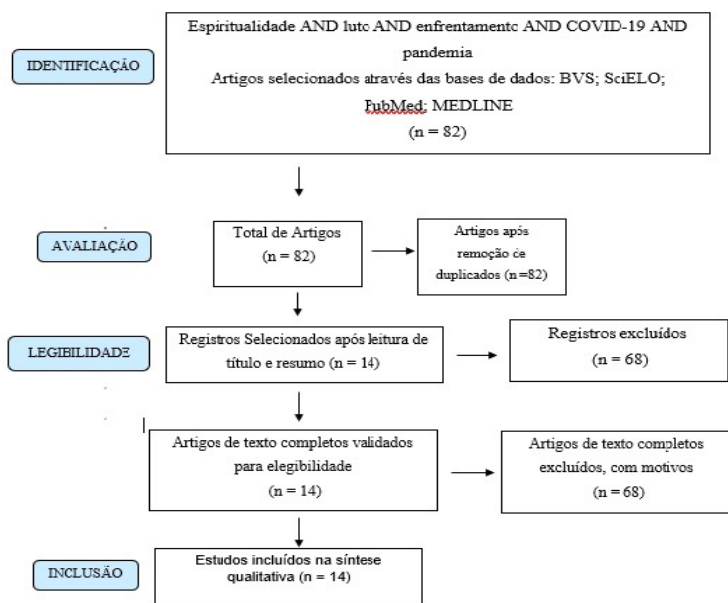 IDENTIFICAÇÃO
Espiritualidade AND luto AND enfrentamento AND COVID-19 AND
pandemia
Artigos selecionados através das bases de dados: BVS; SciELO;
PubMed; MEDLINE
(n = 82)
AVALIAÇÃO
Total de Artigos
(n = 82)
Artigos após
remoção de
duplicados (n =82)
LEGIBILIDADE
Registros Selecionados após leitura de
título e resumo (n = 14)
Registros excluídos
(n = 68)
Artigos de texto completos validados
para elegibilidade
(n = 14)
Artigos de texto completos
excluídos, com motivos
(n = 68)
INCLUSÃO
Estudos incluídos na síntese
qualitativa (n = 14)